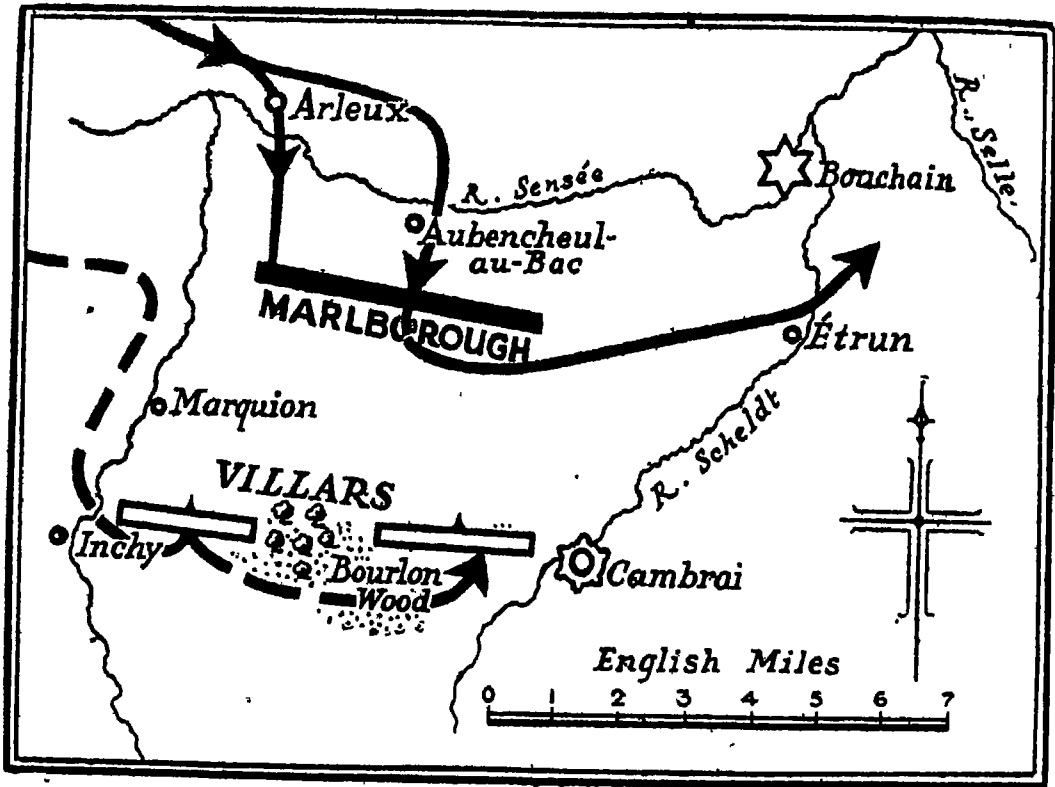 Arleux
R. Sensée
Bouchain
R. Selle
Aubencheul-
au-Bac
MARLBOROUGH
Étrun
Marquion
R. Scheldt
VILLARS
Inchy
Bourlon
Wood
Cambrai
English Miles
0 1 2 3 4 5 6 7